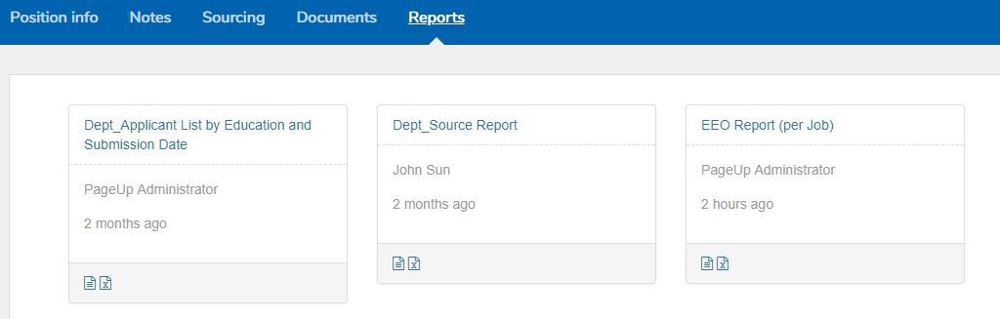 Position info Notes Sourcing Documents Reports
Dept_Applicant List by Education and
Submission Date
PageUp Administrator
2 months ago
Dept_Source Report
John Sun
2 months ago
EEO Report (per Job)
PageUp Administrator
2 hours ago